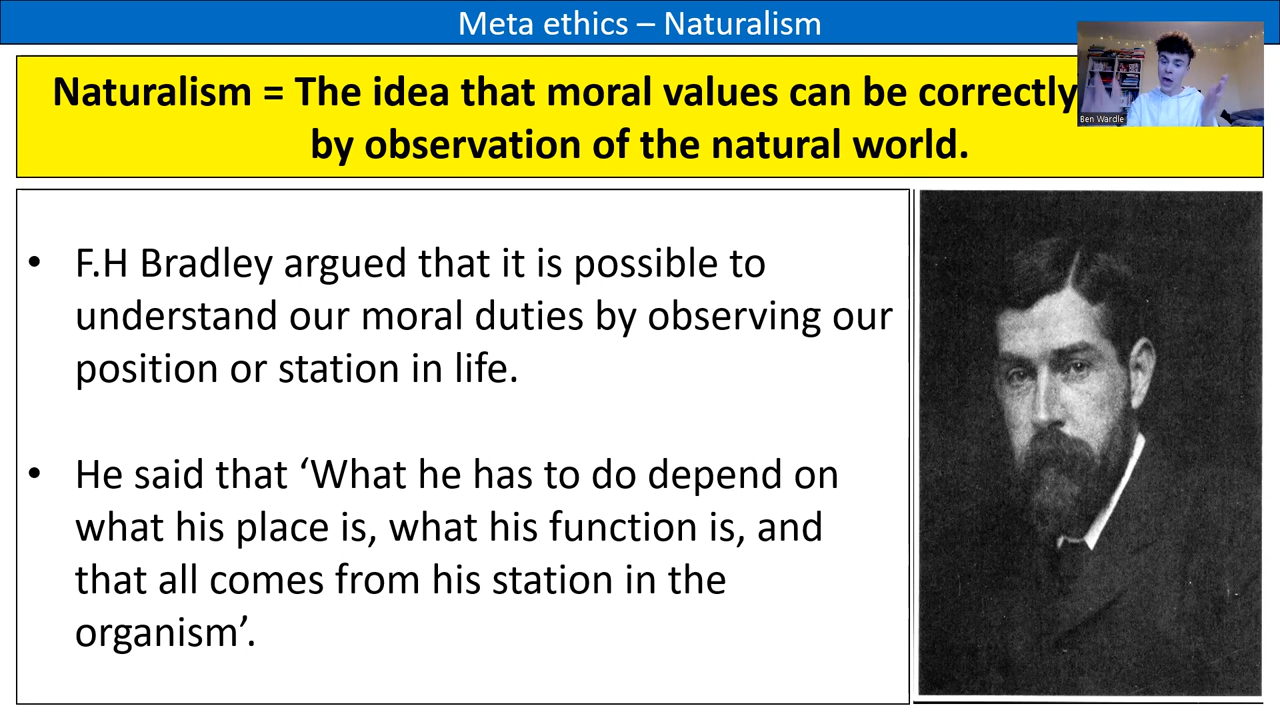 Meta ethics – Naturalism
Naturalism = The idea that moral values can be correctly
by observation of the natural world.
Ben Wardle
• F.H Bradley argued that it is possible to
understand our moral duties by observing our
position or station in life.
• He said that ‘What he has to do depend on
what his place is, what his function is, and
that all comes from his station in the
organism’.